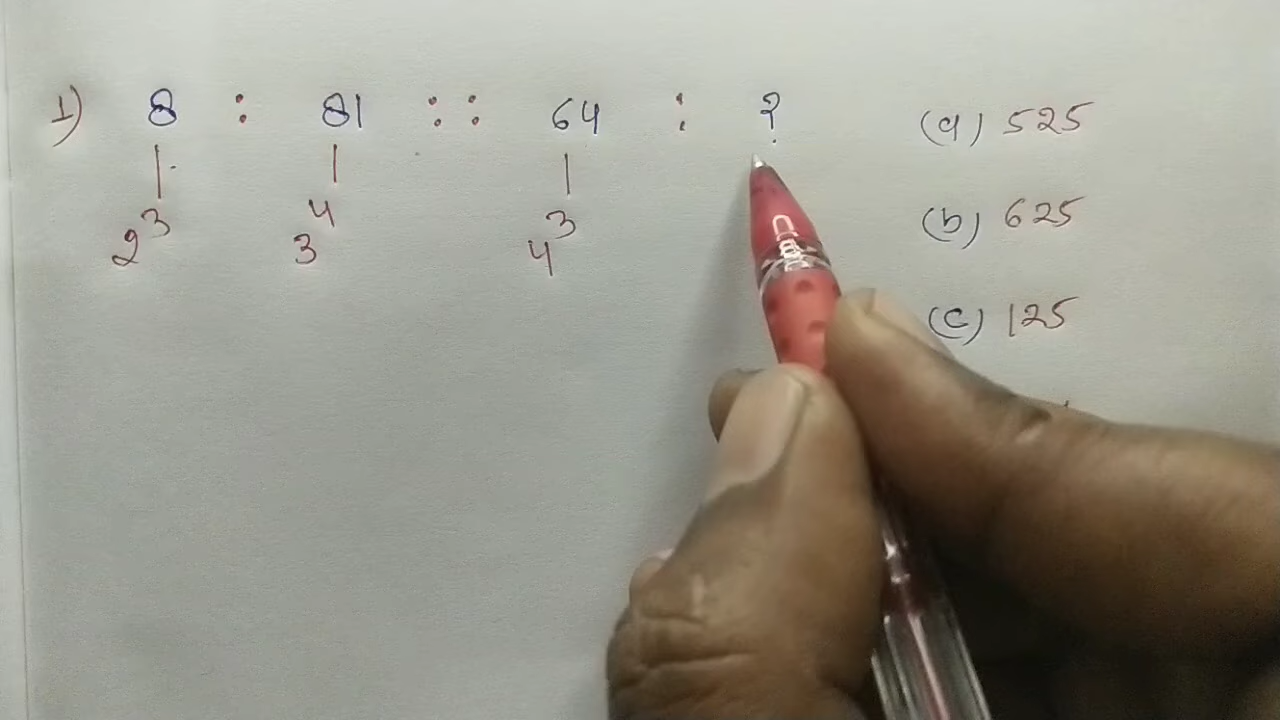 1) 8 : 81 :: 64 : ?
2³ 3⁴ 4³
(a) 525
(b) 625
(c) 125